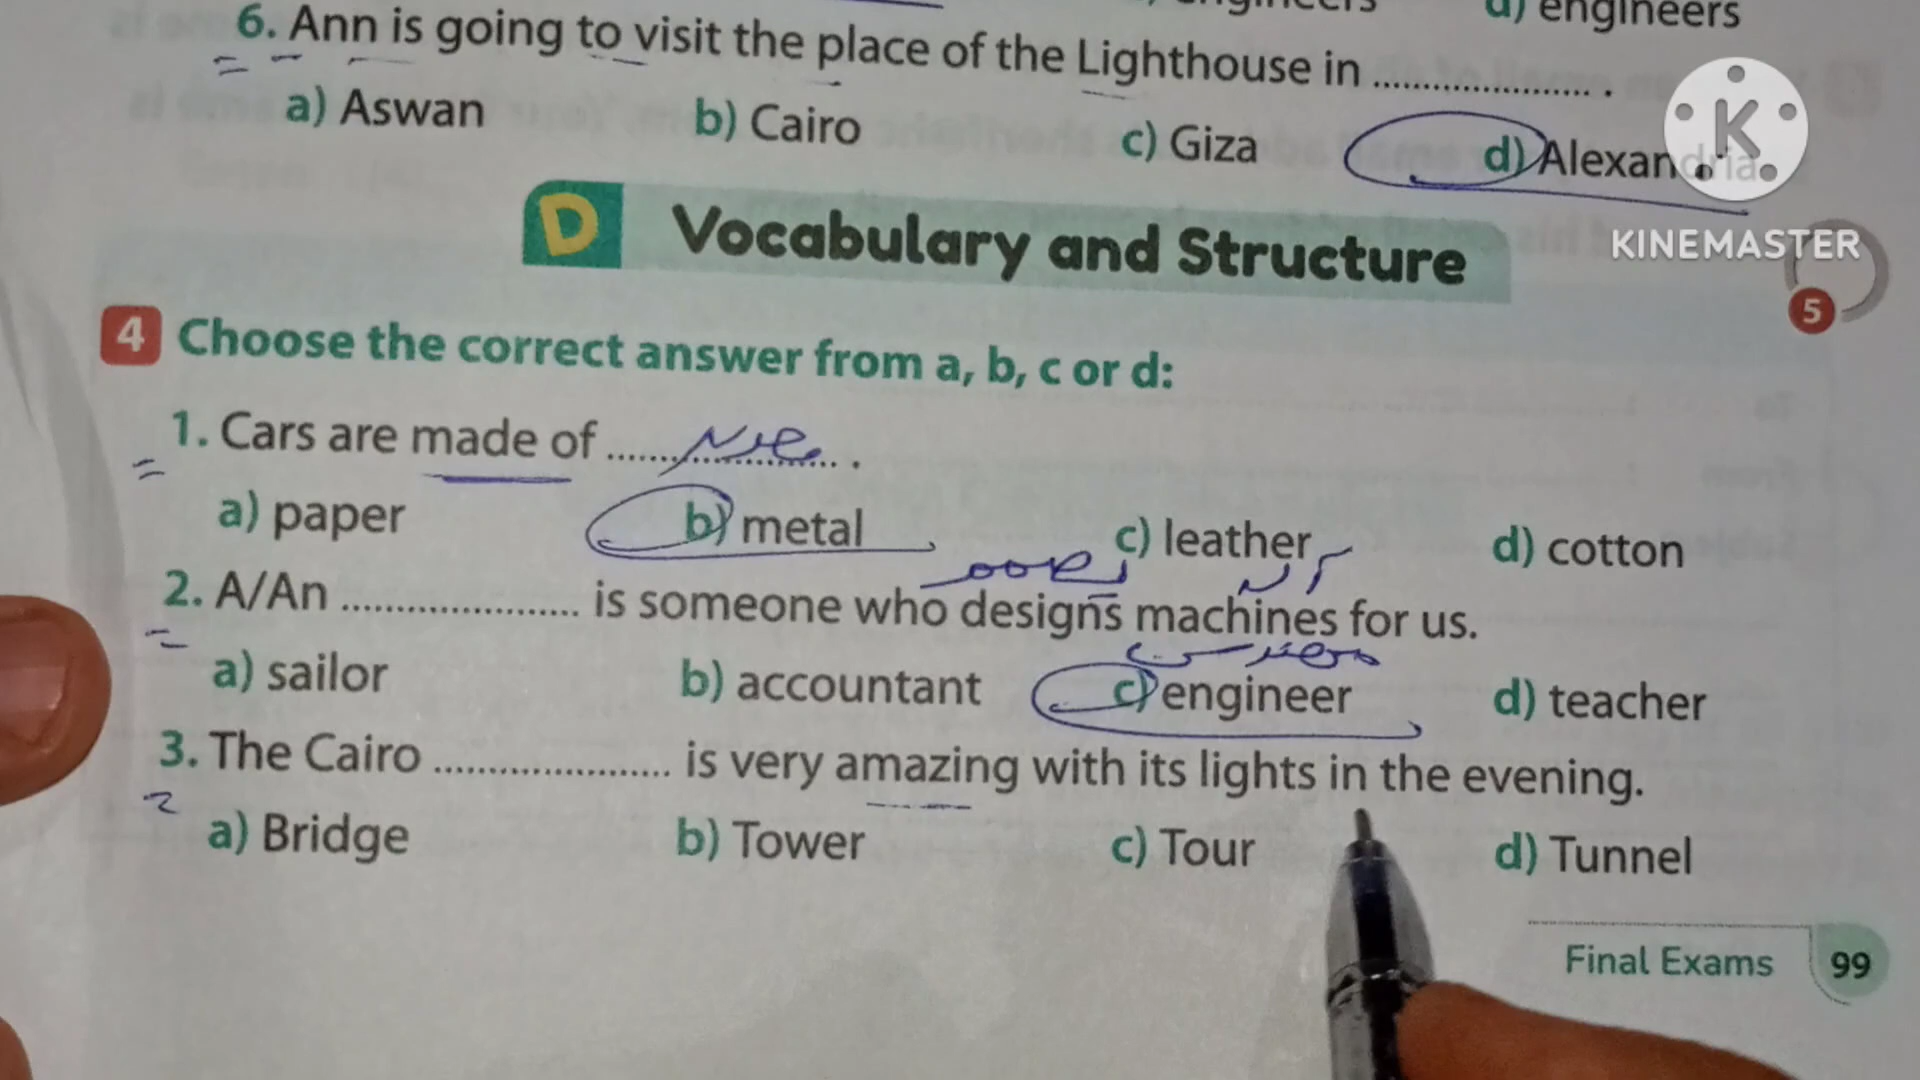 d) engineers
6. Ann is going to visit the place of the Lighthouse in .................... .
a) Aswan b) Cairo c) Giza d) Alexandria
KINEMASTER
D Vocabulary and Structure
5
4 Choose the correct answer from a, b, c or d:
1. Cars are made of .................... .
معدن
a) paper b) metal c) leather d) cotton
2. A/An .................... is someone who designs machines for us.
a) sailor b) accountant c) engineer d) teacher
3. The Cairo .................... is very amazing with its lights in the evening.
a) Bridge b) Tower c) Tour d) Tunnel
Final Exams 99